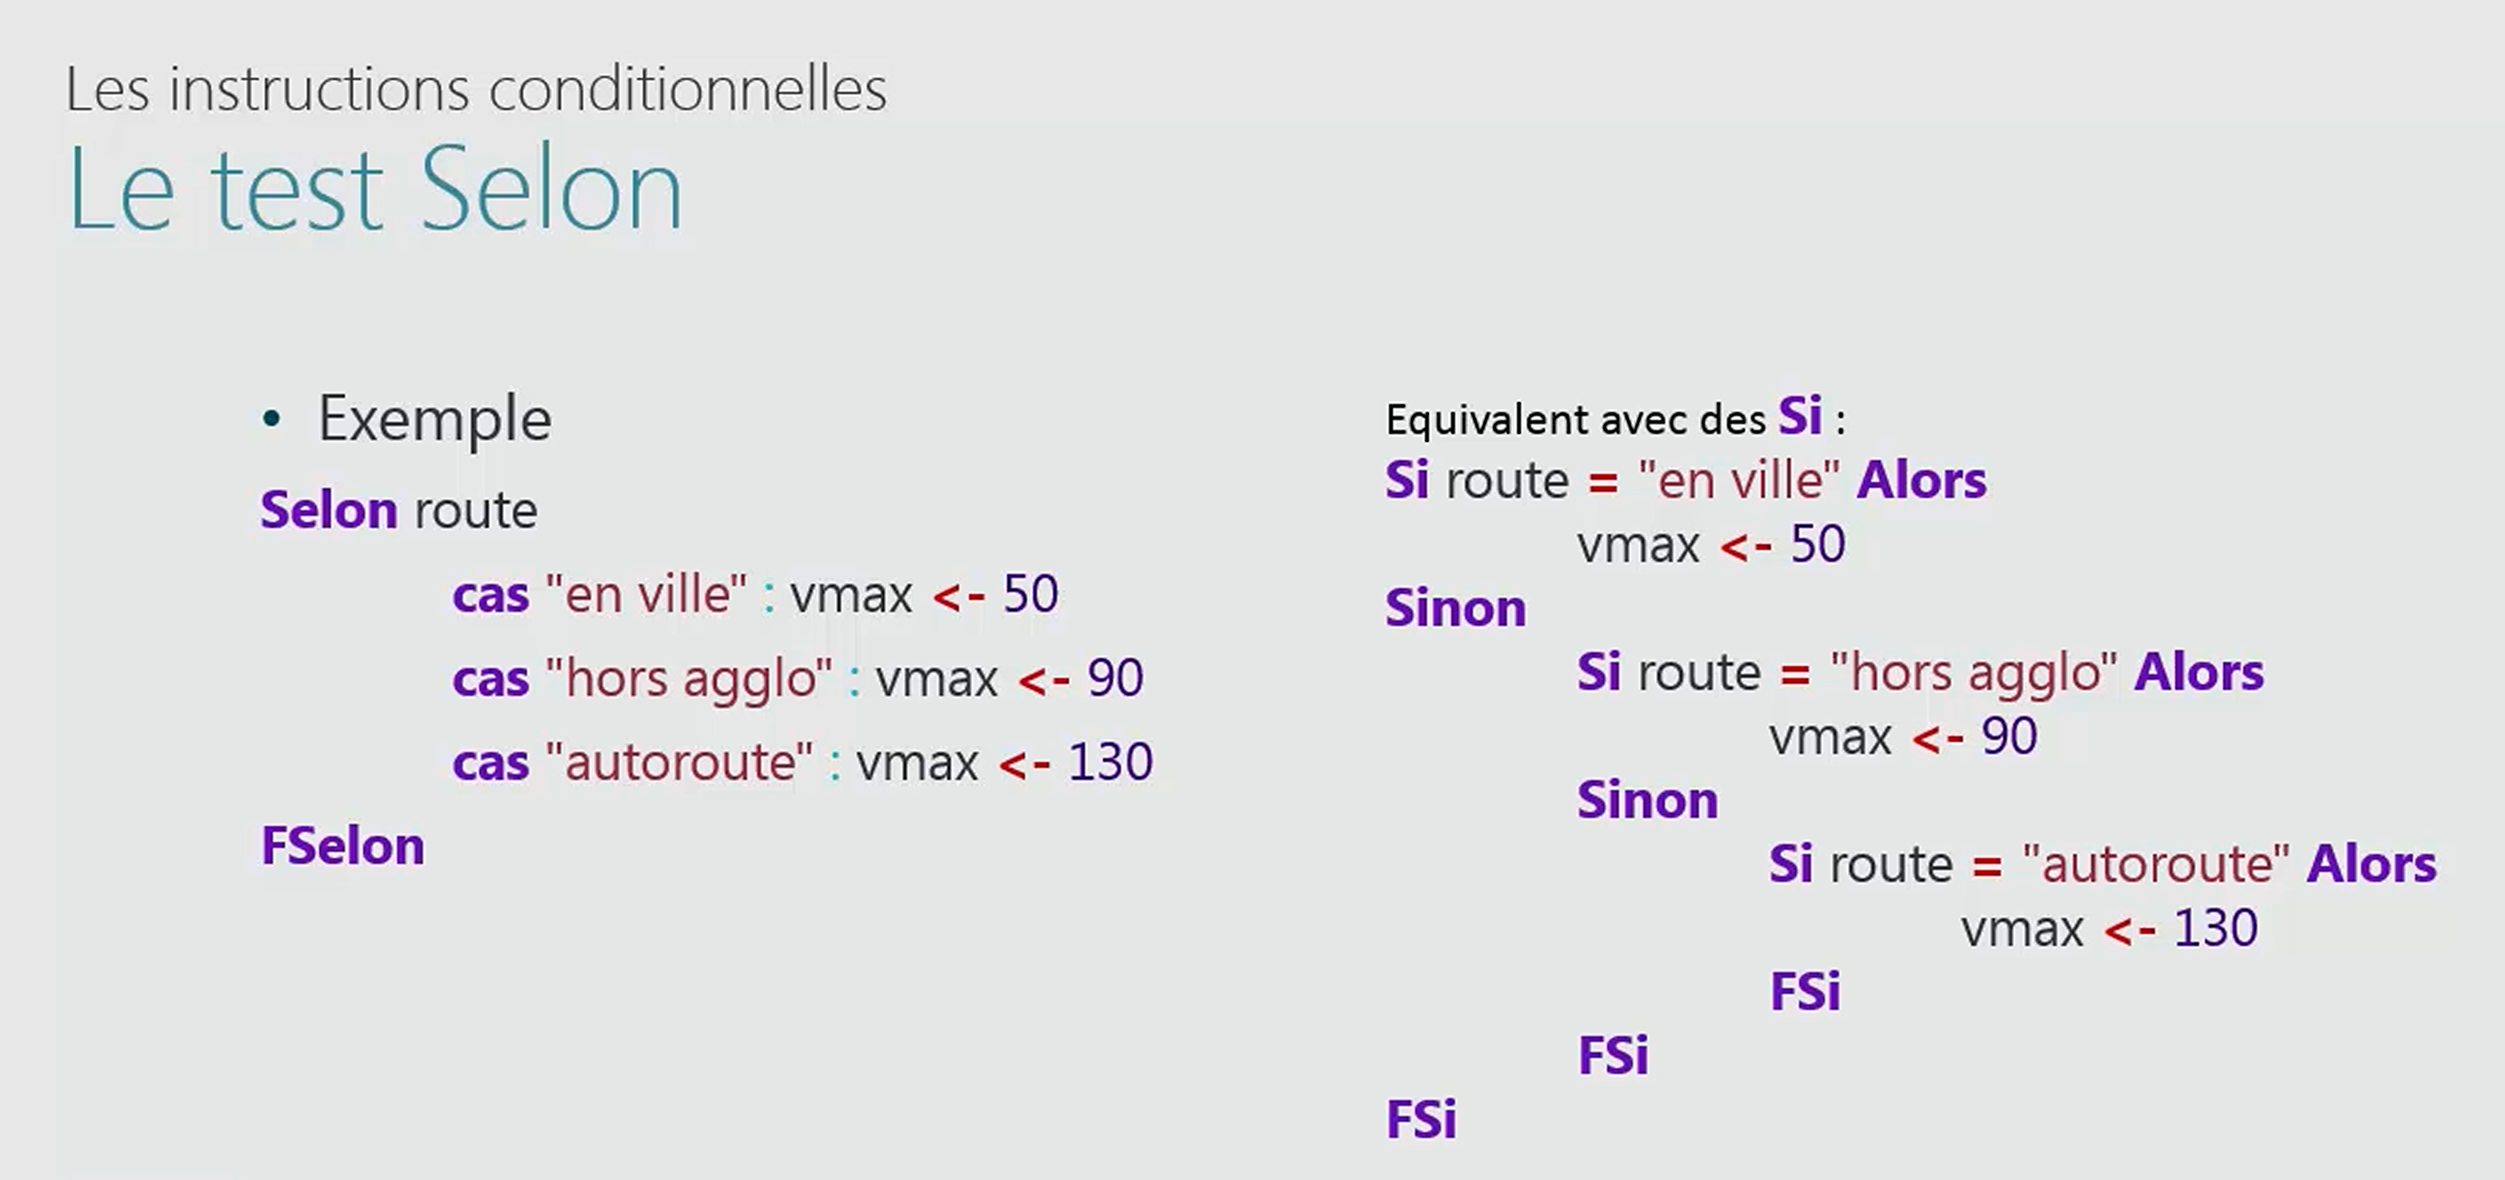 Les instructions conditionnelles
Le test Selon
• Exemple
Selon route
cas "en ville" : vmax <- 50
cas "hors agglo" : vmax <- 90
cas "autoroute" : vmax <- 130
FSelon
Equivalent avec des Si :
Si route = "en ville" Alors
vmax <- 50
Sinon
Si route = "hors agglo" Alors
vmax <- 90
Sinon
Si route = "autoroute" Alors
vmax <- 130
FSi
FSi
FSi